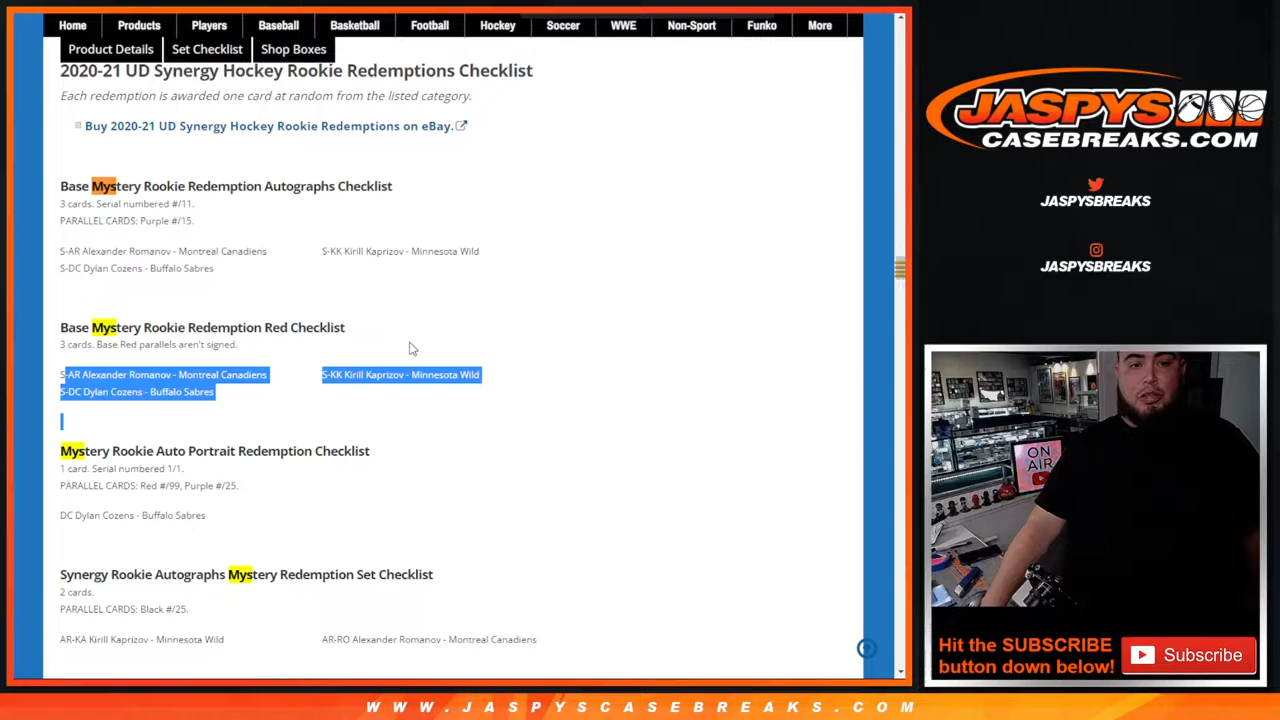 Home Products Players Baseball Basketball Football Hockey Soccer WWE Non-Sport Funko More
Product Details Set Checklist Shop Boxes
2020-21 UD Synergy Hockey Rookie Redemptions Checklist
Each redemption is awarded one card at random from the listed category.
Buy 2020-21 UD Synergy Hockey Rookie Redemptions on eBay.
Base Mystery Rookie Redemption Autographs Checklist
3 cards. Serial numbered #/11.
PARALLEL CARDS: Purple #/15.
S-AR Alexander Romanov - Montreal Canadiens S-KK Kirill Kaprizov - Minnesota Wild
S-DC Dylan Cozens - Buffalo Sabres
Base Mystery Rookie Redemption Red Checklist
3 cards. Base Red parallels aren't signed.
S-AR Alexander Romanov - Montreal Canadiens S-KK Kirill Kaprizov - Minnesota Wild
S-DC Dylan Cozens - Buffalo Sabres
Mystery Rookie Auto Portrait Redemption Checklist
1 card. Serial numbered 1/1.
PARALLEL CARDS: Red #/99, Purple #/25.
DC Dylan Cozens - Buffalo Sabres
Synergy Rookie Autographs Mystery Redemption Set Checklist
2 cards.
PARALLEL CARDS: Black #/25.
AR-KA Kirill Kaprizov - Minnesota Wild AR-RO Alexander Romanov - Montreal Canadiens
JASPYS
CASEBREAKS.COM
JASPYSBREAKS
JASPYSBREAKS
ON
AIR
Hit the SUBSCRIBE
button down below!
Subscribe
WWW.JASPYSCASEBREAKS.COM